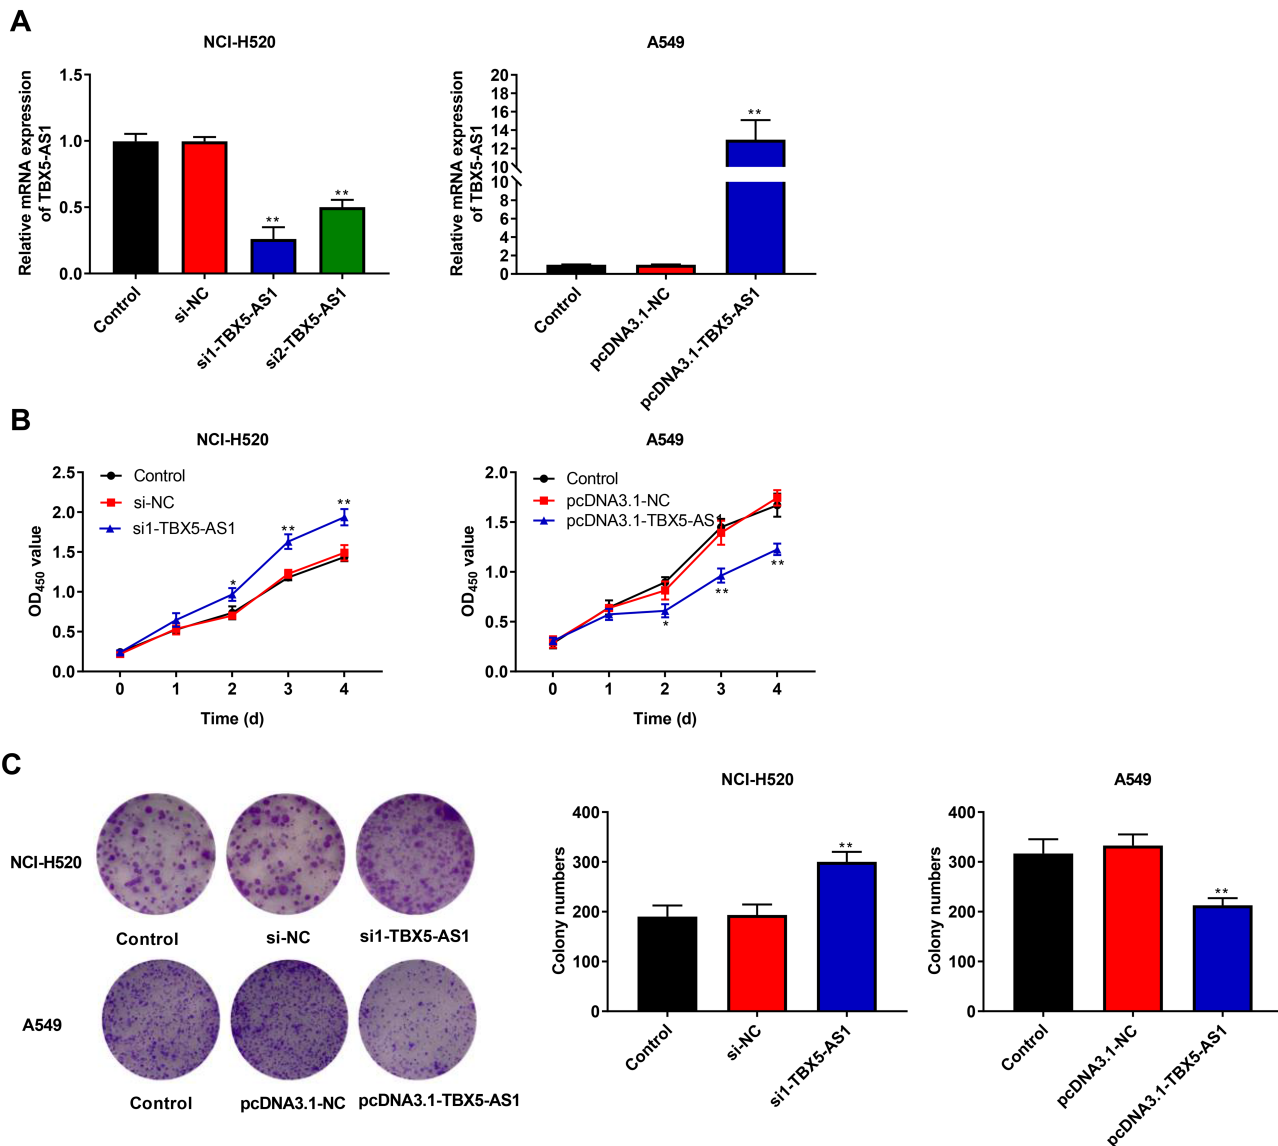 A
NCI-H520
Relative mRNA expression
of TBX5-AS1
1.5
1.0
0.5
0.0
**
**
Control
si-NC
si1-TBX5-AS1
si2-TBX5-AS1
A549
Relative mRNA expression
of TBX5-AS1
20
18
16
14
12
10
10
8
6
4
2
0
**
Control
pcDNA3.1-NC
pcDNA3.1-TBX5-AS1
B
NCI-H520
OD450 value
2.5
2.0
1.5
1.0
0.5
0.0
Control
si-NC
si1-TBX5-AS1
*
**
**
0 1 2 3 4
Time (d)
A549
OD450 value
2.0
1.5
1.0
0.5
0.0
Control
pcDNA3.1-NC
pcDNA3.1-TBX5-AS1
*
**
**
0 1 2 3 4
Time (d)
C
NCI-H520
Control
si-NC
si1-TBX5-AS1
A549
Control
pcDNA3.1-NC
pcDNA3.1-TBX5-AS1
NCI-H520
Colony numbers
400
300
200
100
0
**
Control
si-NC
si1-TBX5-AS1
A549
Colony numbers
400
300
200
100
0
**
Control
pcDNA3.1-NC
pcDNA3.1-TBX5-AS1